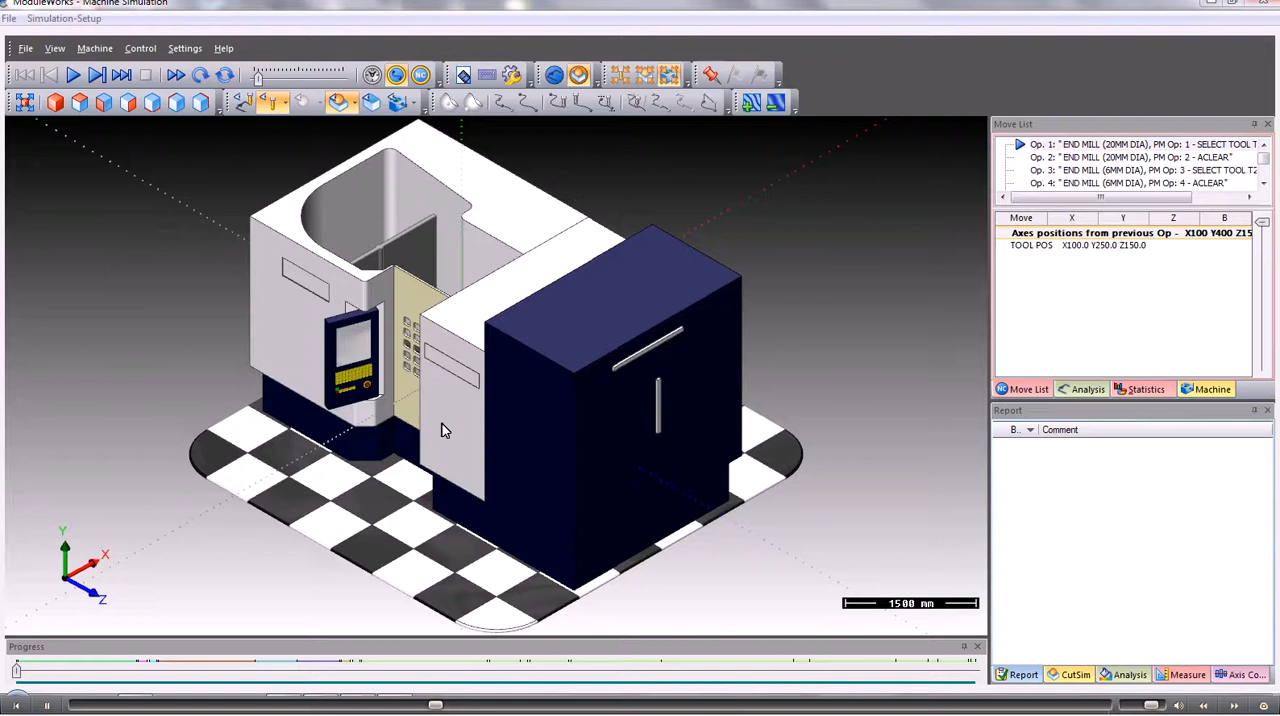 ModuleWorks - Machine Simulation
File Simulation-Setup
File View Machine Control Settings Help
NC
Move List
Op. 1: "END MILL (20MM DIA), PM Op: 1 - SELECT TOOL T
Op. 2: "END MILL (20MM DIA), PM Op: 2 - ACLEAR"
Op. 3: "END MILL (6MM DIA), PM Op: 3 - SELECT TOOL T2
Op. 4: "END MILL (6MM DIA), PM Op: 4 - ACLEAR"
Move X Y Z B
Axes positions from previous Op - X100 Y400 Z15
TOOL POS X100.0 Y250.0 Z150.0
NC Move List Analysis Statistics Machine
Report
B.. Comment
Y
X
Z
1500 mm
Progress
Report CutSim Analysis Measure Axis Co...